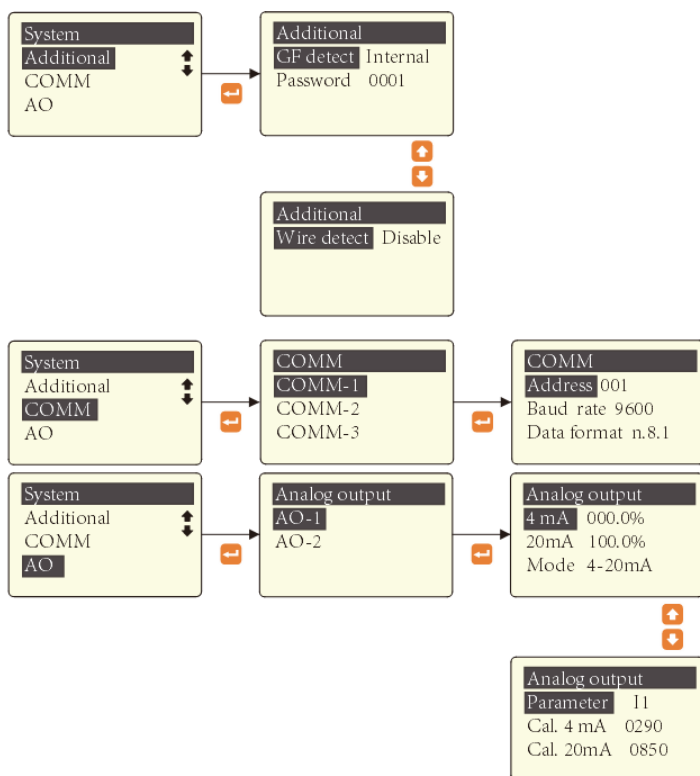 System
Additional
COMM
AO
Additional
GF detect Internal
Password 0001
Additional
Wire detect Disable
System
Additional
COMM
AO
COMM
COMM-1
COMM-2
COMM-3
COMM
Address 001
Baud rate 9600
Data format n.8.1
System
Additional
COMM
AO
Analog output
AO-1
AO-2
Analog output
4 mA 000.0%
20mA 100.0%
Mode 4-20mA
Analog output
Parameter I1
Cal. 4 mA 0290
Cal. 20mA 0850